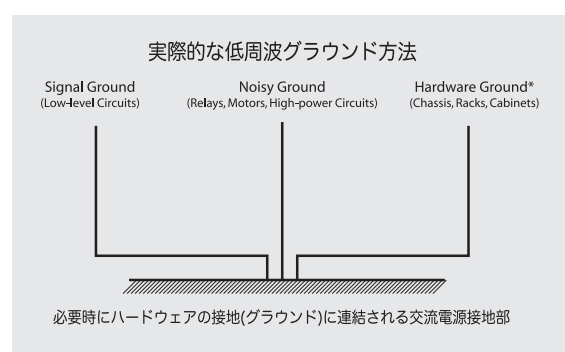 実際的な低周波グラウンド方法
Signal Ground Noisy Ground Hardware Ground*
(Low-level Circuits) (Relays, Motors, High-power Circuits) (Chassis, Racks, Cabinets)
必要時にハードウェアの接地(グラウンド)に連結される交流電源接地部